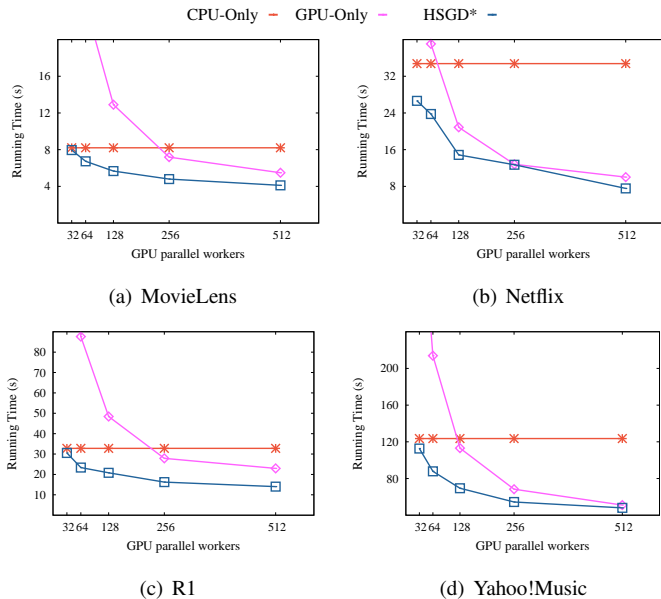 CPU-Only GPU-Only HSGD*
Running Time (s)
16
12
8
4
32 64 128 256 512
GPU parallel workers
(a) MovieLens
Running Time (s)
32
24
16
8
32 64 128 256 512
GPU parallel workers
(b) Netflix
Running Time (s)
80
70
60
50
40
30
20
10
32 64 128 256 512
GPU parallel workers
(c) R1
Running Time (s)
240
200
160
120
80
32 64 128 256 512
GPU parallel workers
(d) Yahoo!Music